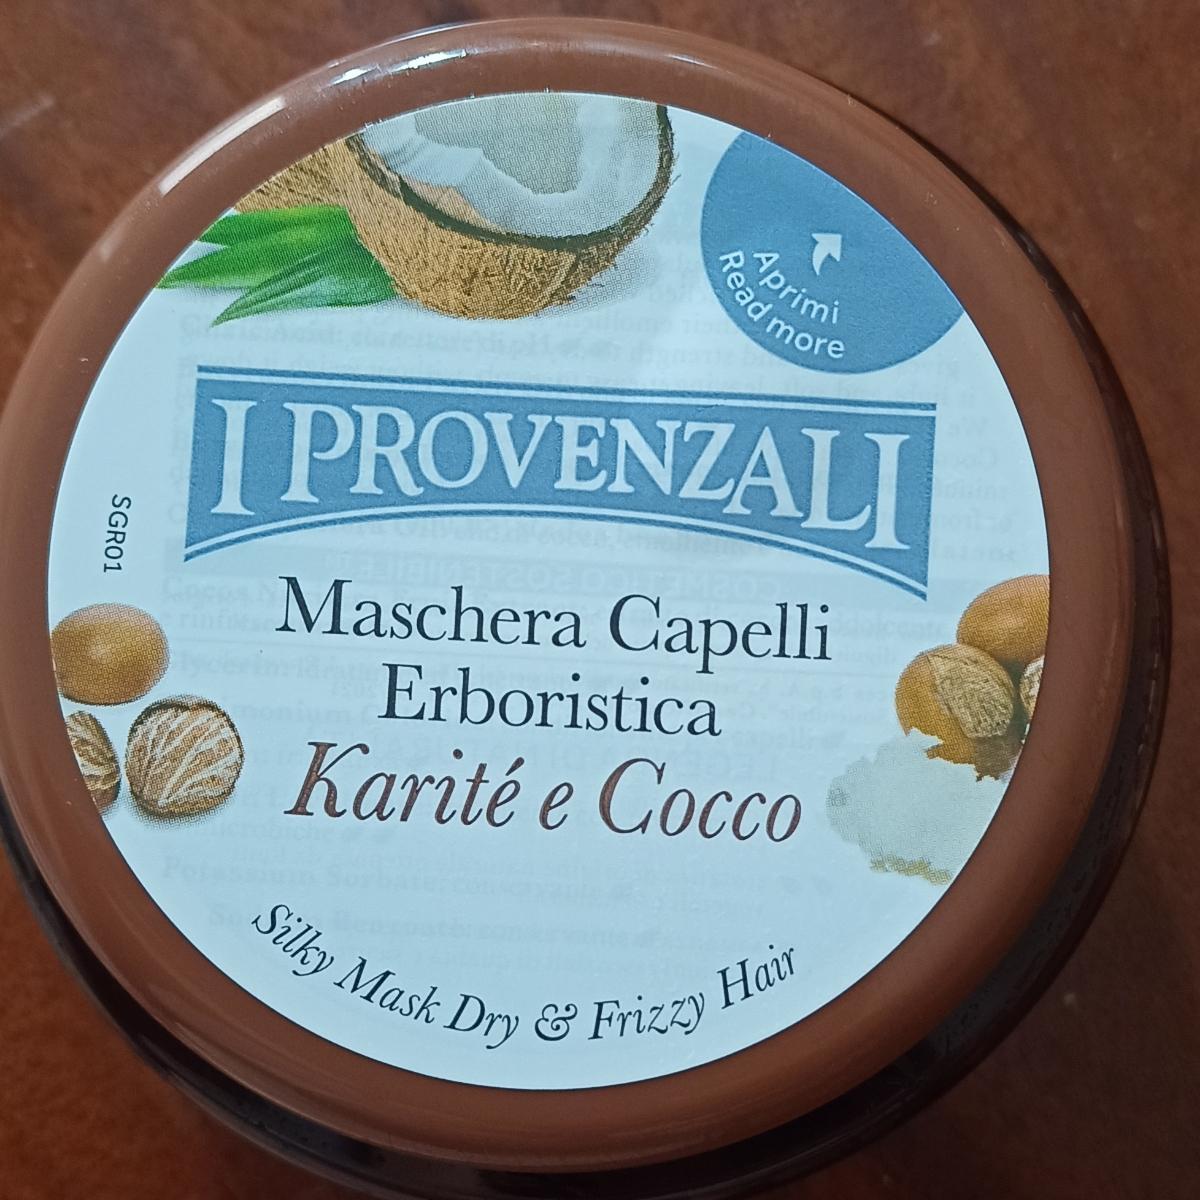 Aprimi
Read more
I PROVENZALI
SGR01
Maschera Capelli
Erboristica
Karité e Cocco
Silky Mask Dry & Frizzy Hair